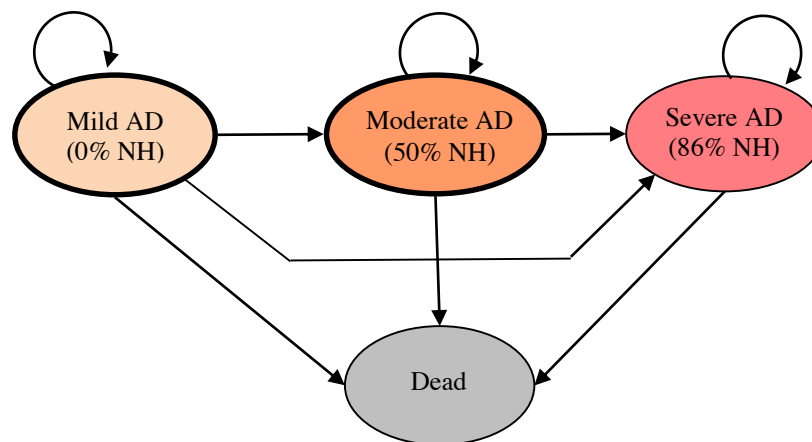 Mild AD
(0% NH)
Moderate AD
(50% NH)
Severe AD
(86% NH)
Dead